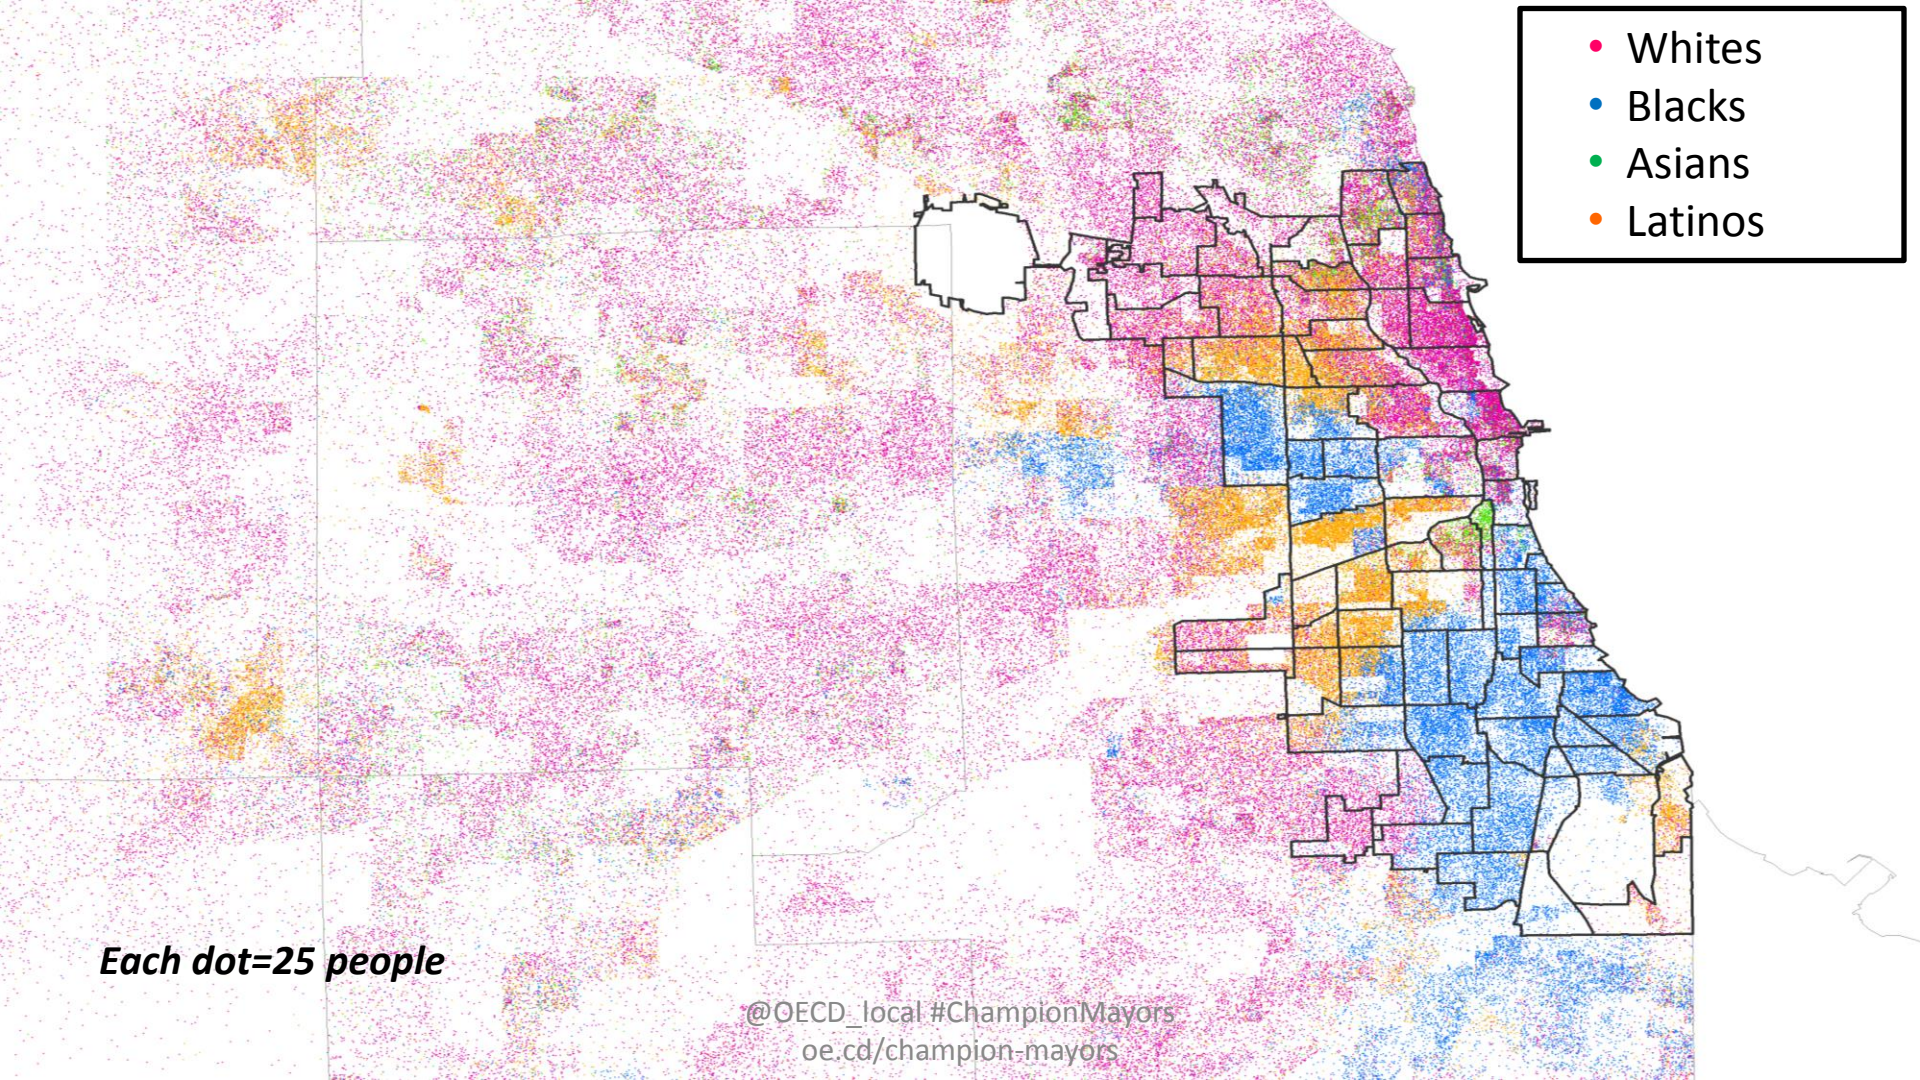 • Whites
• Blacks
• Asians
• Latinos
Each dot=25 people
@OECD_local #ChampionMayors
oe.cd/champion-mayors